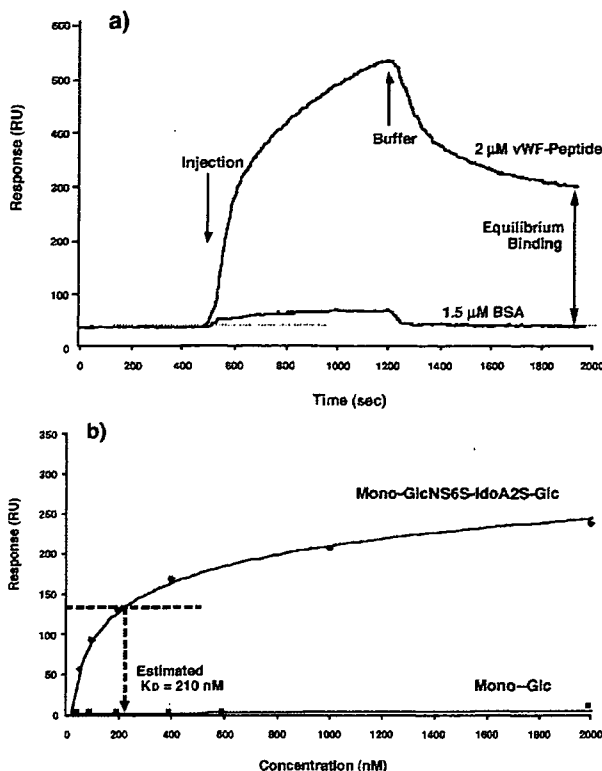 a)
Response (RU)
600
500
400
300
200
100
0
Injection
Buffer
2 µM vWF-Peptide
Equilibrium
Binding
1.5 µM BSA
0 200 400 600 800 1000 1200 1400 1600 1800 2000
Time (sec)
b)
Response (RU)
350
300
250
200
150
100
50
0
Mono-GlcNS6S-IdoA2S-Glc
Estimated
KD = 210 nM
Mono--Glc
0 200 400 600 800 1000 1200 1400 1600 1800 2000
Concentration (nM)